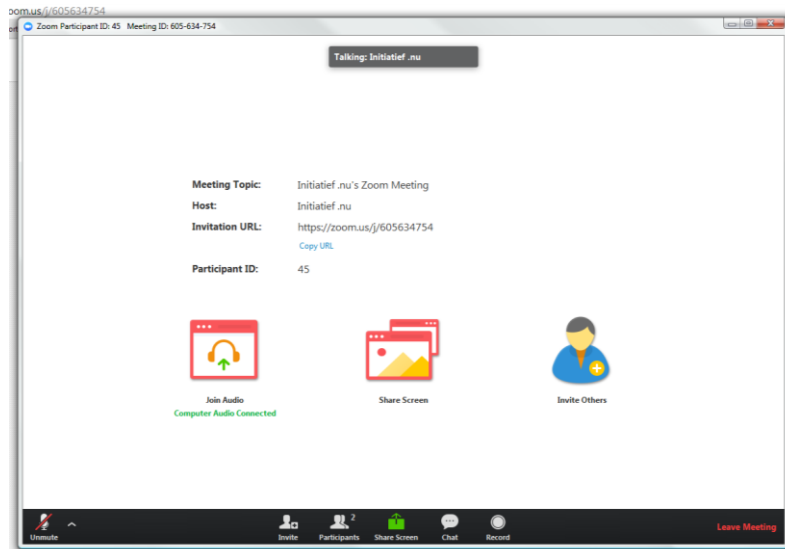 oom.us/j/605634754
Zoom Participant ID: 45 Meeting ID: 605-634-754
Talking: Initiatief .nu
Meeting Topic: Initiatief .nu's Zoom Meeting
Host: Initiatief .nu
Invitation URL: https://zoom.us/j/605634754
Copy URL
Participant ID: 45
Join Audio
Computer Audio Connected
Share Screen
Invite Others
Unmute
Invite
Participants 2
Share Screen
Chat
Record
Leave Meeting